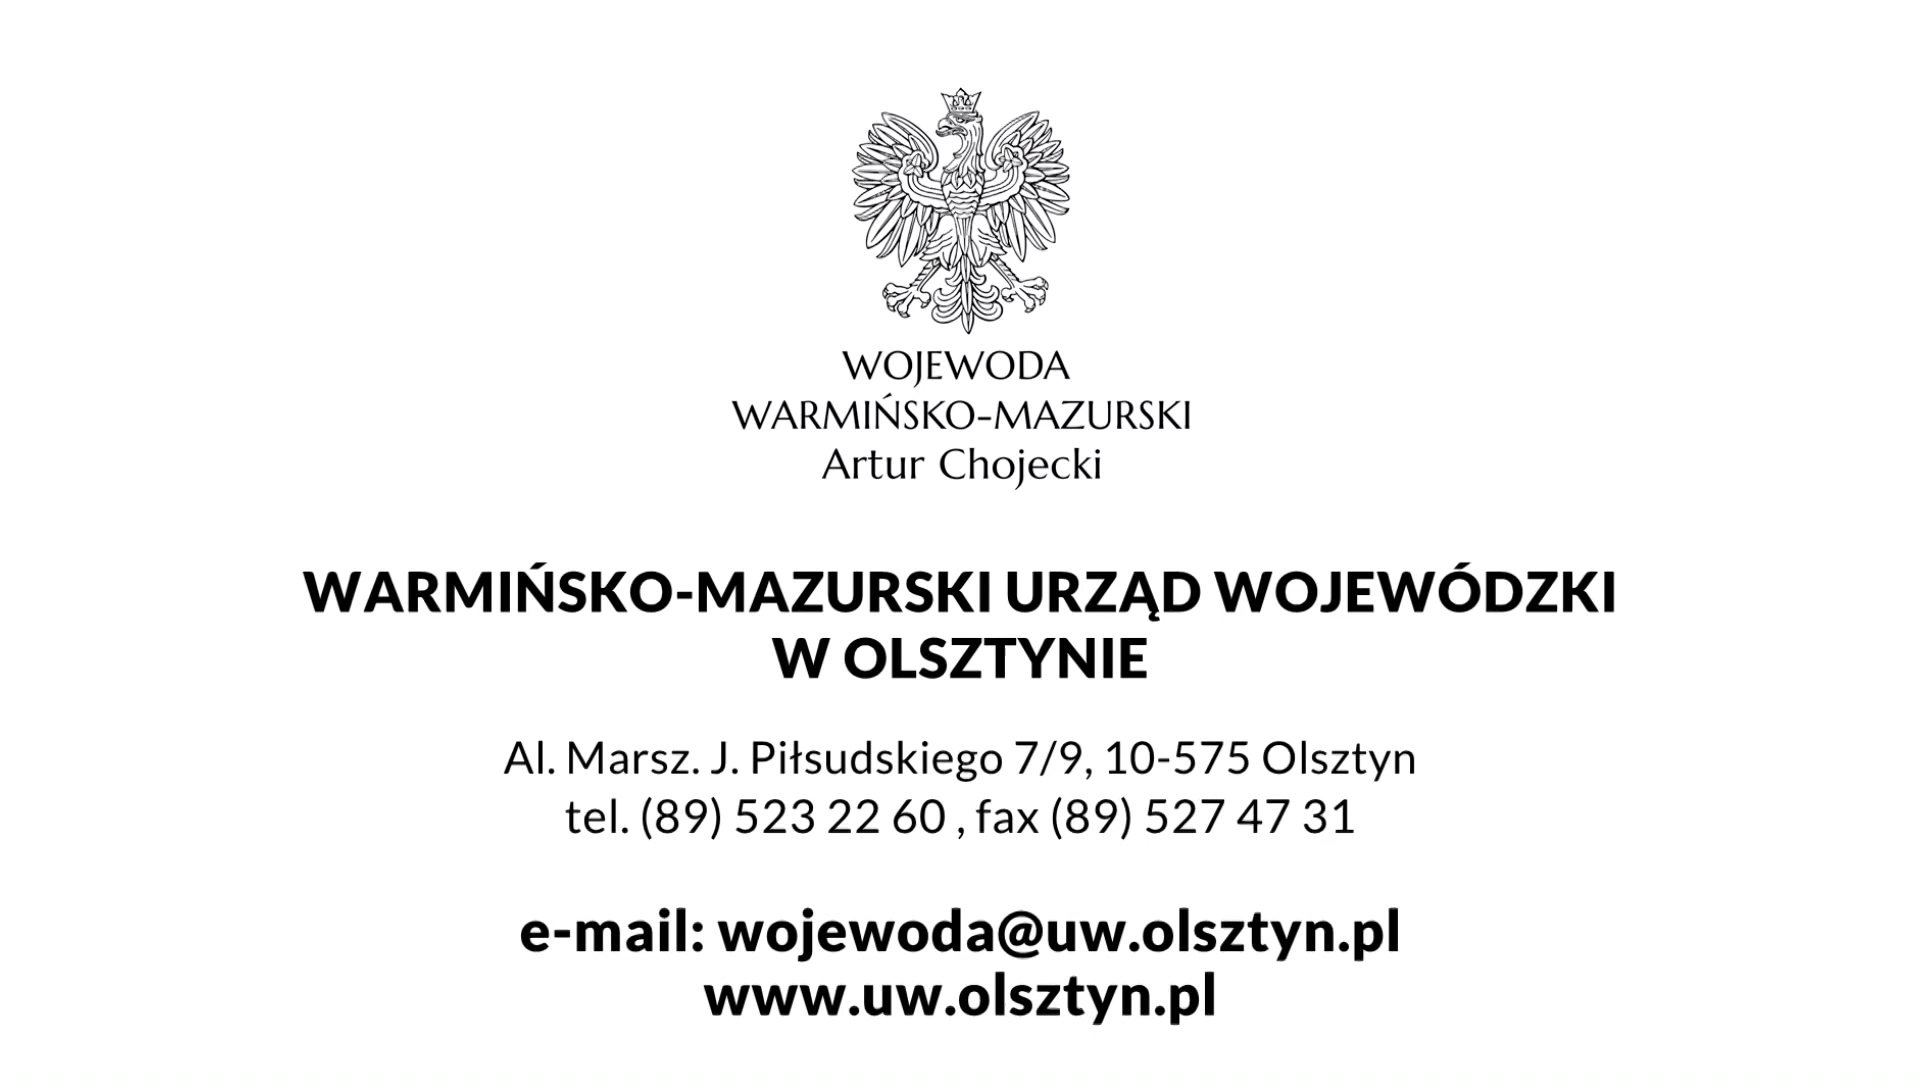 WOJEWODA
WARMIŃSKO-MAZURSKI
Artur Chojecki
WARMIŃSKO-MAZURSKI URZĄD WOJEWÓDZKI
W OLSZTYNIE
Al. Marsz. J. Piłsudskiego 7/9, 10-575 Olsztyn
tel. (89) 523 22 60 , fax (89) 527 47 31
e-mail: wojewoda@uw.olsztyn.pl
www.uw.olsztyn.pl